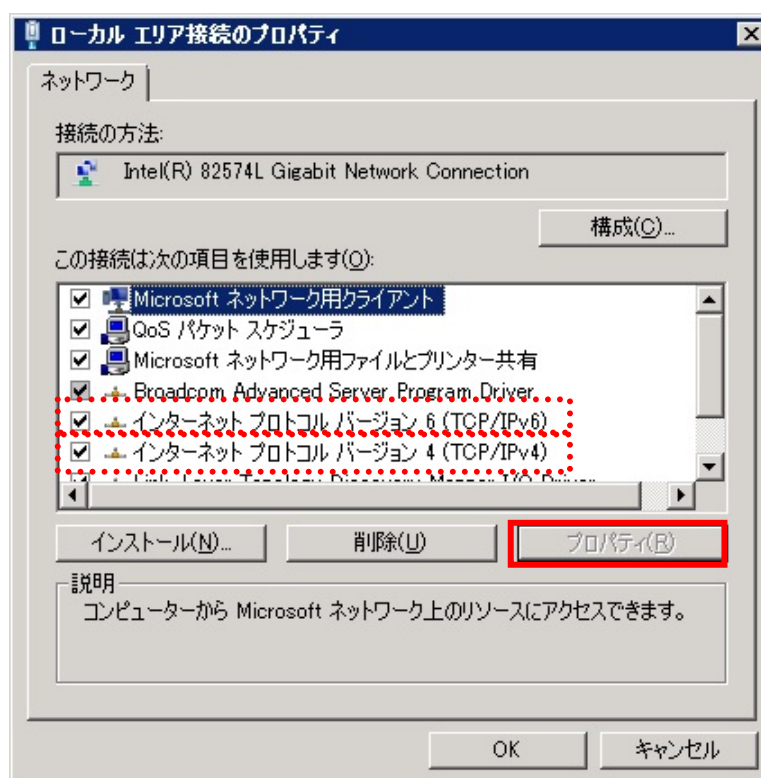 ローカル エリア接続のプロパティ
ネットワーク
接続の方法:
Intel(R) 82574L Gigabit Network Connection
構成(C)...
この接続は次の項目を使用します(O):
Microsoft ネットワーク用クライアント
QoS パケット スケジューラ
Microsoft ネットワーク用ファイルとプリンター共有
Broadcom Advanced Server Program Driver
インターネット プロトコル バージョン 6 (TCP/IPv6)
インターネット プロトコル バージョン 4 (TCP/IPv4)
Link-Layer Topology Discovery Mapper I/O Driver
インストール(N)... 削除(U) プロパティ(R)
説明
コンピューターから Microsoft ネットワーク上のリソースにアクセスできます。
OK キャンセル